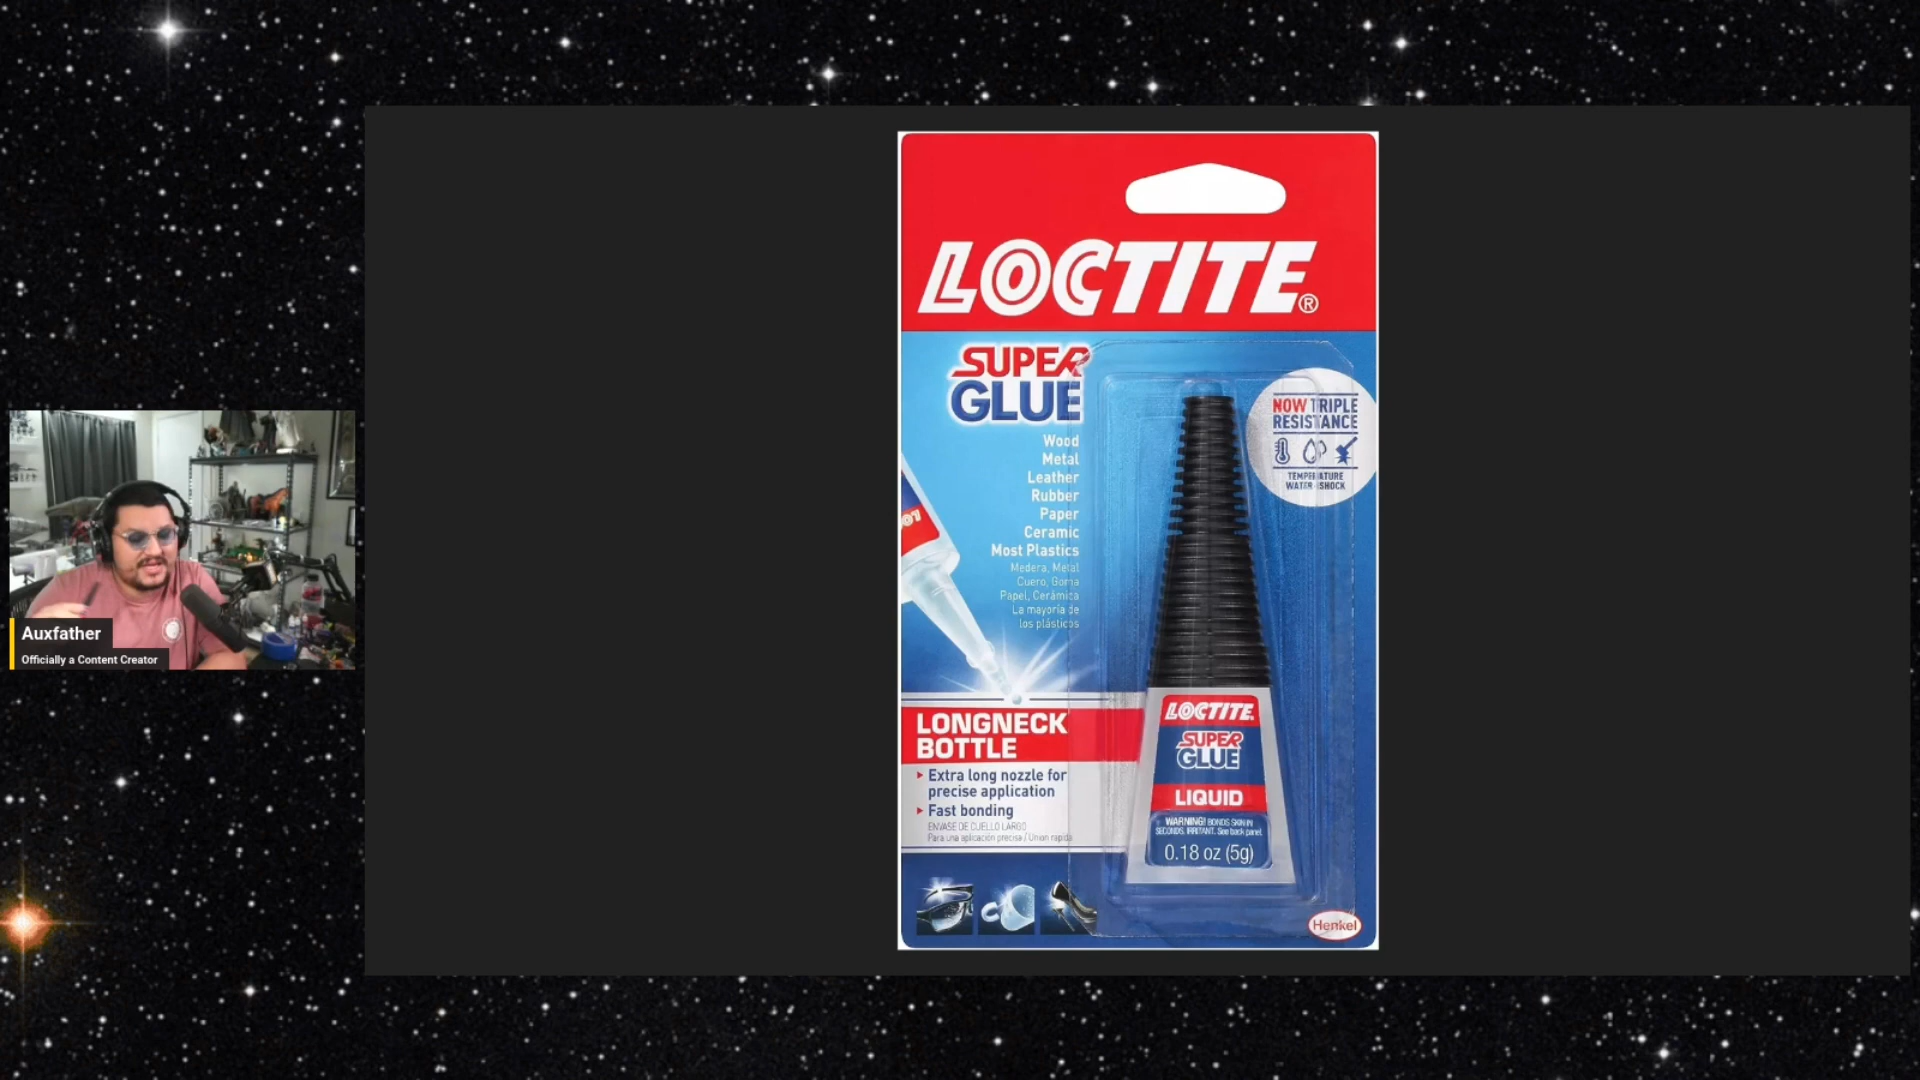 LOCTITE®
SUPER
GLUE
Wood
Metal
Leather
Rubber
Paper
Ceramic
Most Plastics
Medera, Metal
Cuero, Goma
Papel, Cerámica
La mayoría de
los plásticos
NOW TRIPLE
RESISTANCE
TEMPERATURE
WATER SHOCK
LONGNECK
BOTTLE
Extra long nozzle for
precise application
Fast bonding
ENVASE DE CUELLO LARGO
Para una aplicación precisa / Unión rápida
LOCTITE
SUPER
GLUE
LIQUID
WARNING! BONDS SKIN IN
SECONDS. IRRITANT. See back panel
0.18 oz (5g)
Henkel
Auxfather
Officially a Content Creator